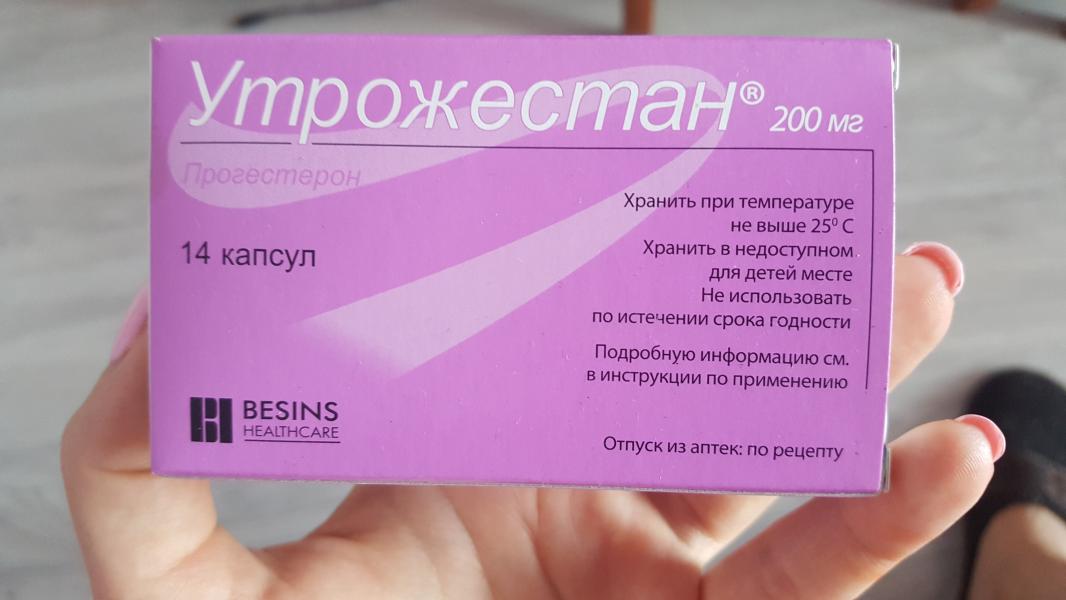 Утрожестан® 200 мг
Прогестерон
14 капсул
Хранить при температуре
не выше 25⁰ С
Хранить в недоступном
для детей месте
Не использовать
по истечении срока годности
Подробную информацию см.
в инструкции по применению
BESINS
HEALTHCARE
Отпуск из аптек: по рецепту